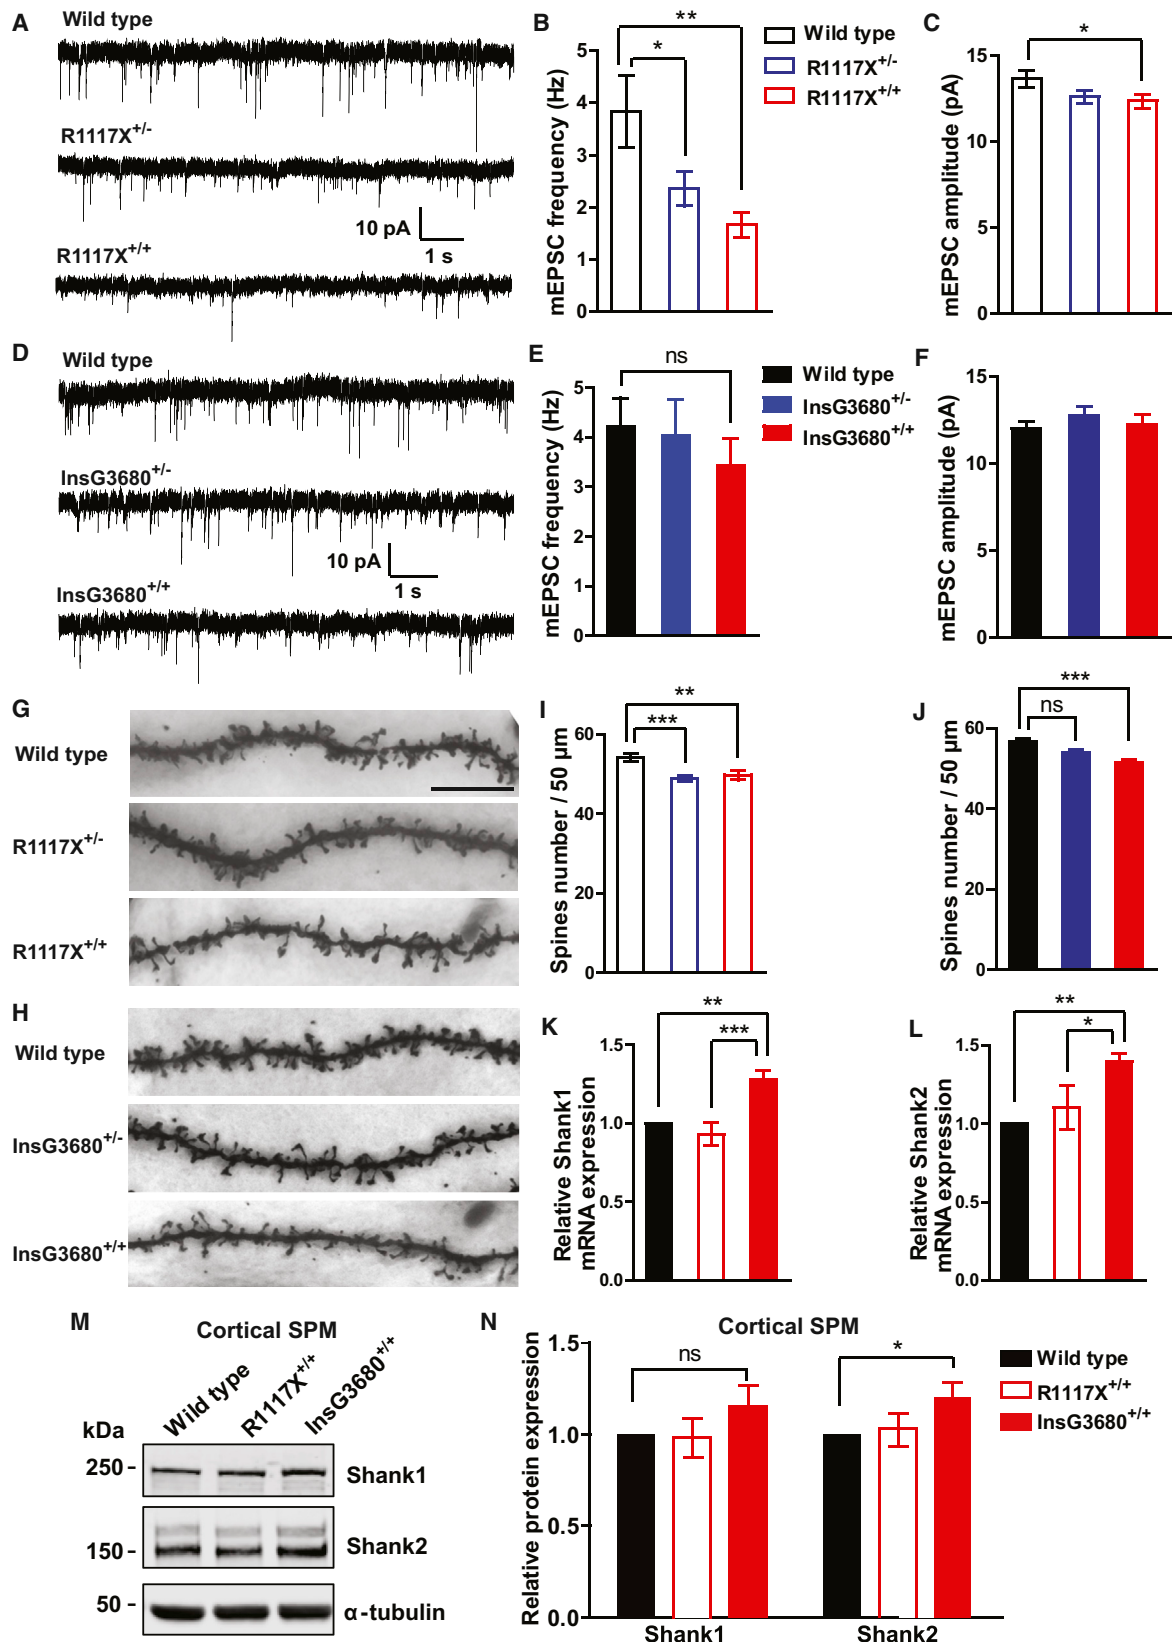 A
Wild type
R1117X+/-
10 pA
1 s
R1117X+/+
B
**
*
mEPSC frequency (Hz)
5
4
3
2
1
0
Wild type
R1117X+/-
R1117X+/+
C
*
mEPSC amplitude (pA)
15
10
5
0
D
Wild type
InsG3680+/-
10 pA
1 s
InsG3680+/+
E
ns
mEPSC frequency (Hz)
5
4
3
2
1
0
Wild type
InsG3680+/-
InsG3680+/+
F
mEPSC amplitude (pA)
15
10
5
0
G
Wild type
R1117X+/-
R1117X+/+
H
Wild type
InsG3680+/-
InsG3680+/+
I
**
***
Spines number / 50 µm
60
40
20
0
J
***
ns
Spines number / 50 µm
60
40
20
0
K
**
***
Relative Shank1
mRNA expression
1.5
1.0
0.5
0.0
L
**
*
Relative Shank2
mRNA expression
1.5
1.0
0.5
0.0
M
Cortical SPM
Wild type
R1117X+/+
InsG3680+/+
kDa
250 -
Shank1
150 -
Shank2
50 -
α-tubulin
N
Cortical SPM
ns
*
Relative protein expression
1.5
1.0
0.5
0.0
Shank1
Shank2
Wild type
R1117X+/+
InsG3680+/+